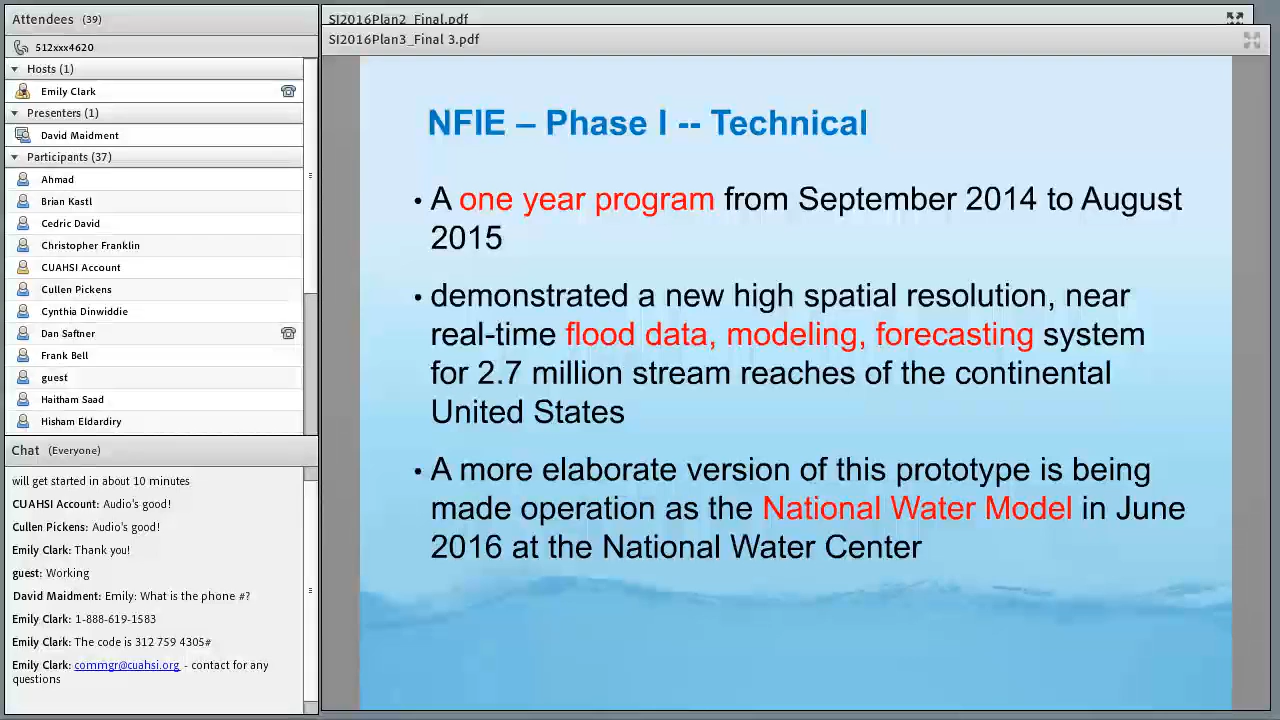 Attendees (39)
512xxx4620
Hosts (1)
Emily Clark
Presenters (1)
David Maidment
Participants (37)
Ahmad
Brian Kastl
Cedric David
Christopher Franklin
CUAHSI Account
Cullen Pickens
Cynthia Dinwiddie
Dan Saftner
Frank Bell
guest
Haitham Saad
Hisham Eldardiry
Chat (Everyone)
will get started in about 10 minutes
CUAHSI Account: Audio's good!
Cullen Pickens: Audio's good!
Emily Clark: Thank you!
guest: Working
David Maidment: Emily: What is the phone #?
Emily Clark: 1-888-619-1583
Emily Clark: The code is 312 759 4305#
Emily Clark: commgr@cuahsi.org - contact for any
questions
SI2016Plan2_Final.pdf
SI2016Plan3_Final 3.pdf
NFIE – Phase I -- Technical
• A one year program from September 2014 to August
2015
• demonstrated a new high spatial resolution, near
real-time flood data, modeling, forecasting system
for 2.7 million stream reaches of the continental
United States
• A more elaborate version of this prototype is being
made operation as the National Water Model in June
2016 at the National Water Center